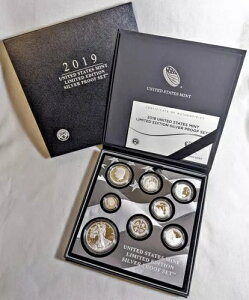 2019
UNITED STATES MINT
LIMITED EDITION
SILVER PROOF SET
UNITED STATES MINT
CERTIFICATE OF AUTHENTICITY
2019 UNITED STATES MINT
LIMITED EDITION SILVER PROOF SET
UNITED STATES MINT
LIMITED EDITION
SILVER PROOF SET